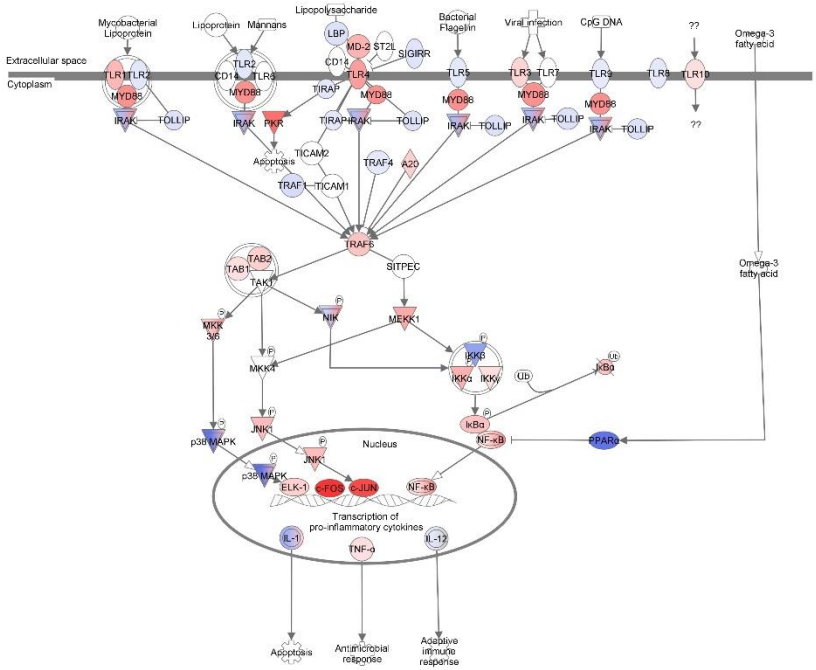 Mycobacterial
Lipoprotein
Lipoprotein
Mannans
Lipopolysaccharide
Bacterial
Flagellin
Viral infection
CpG DNA
??
Omega-3
fatty-acid
Extracellular space
Cytoplasm
LBP
MD-2
ST2L
SIGIRR
CD14
TLR1
TLR2
CD14
TLR2
TLR6
TLR4
TLR5
TLR3
TLR7
TLR9
TLR8
TLR10
MYD88
MYD88
MYD88
MYD88
MYD88
MYD88
TIRAP
TIRAP
IRAK
TOLLIP
IRAK
PKR
IRAK
TOLLIP
IRAK
TOLLIP
IRAK
TOLLIP
IRAK
TOLLIP
??
Apoptosis
TICAM2
TRAF1
TICAM1
TRAF4
A20
TRAF6
TAB1
TAB2
TAK1
SITPEC
Omega-3
fatty-acid
P
MKK
3/6
P
NIK
MEKK1
P
MKK4
P
IKKβ
P
IKKα
IKKγ
Ub
Ub
IκBα
P
p38 MAPK
P
JNK1
P
IκBα
NF-κB
PPARα
Nucleus
P
JNK1
P
p38 MAPK
ELK-1
c-FOS
c-JUN
NF-κB
Transcription of
pro-inflammatory cytokines
IL-1
TNF-α
IL-12
Apoptosis
Antimicrobial
response
Adaptive
immune
response